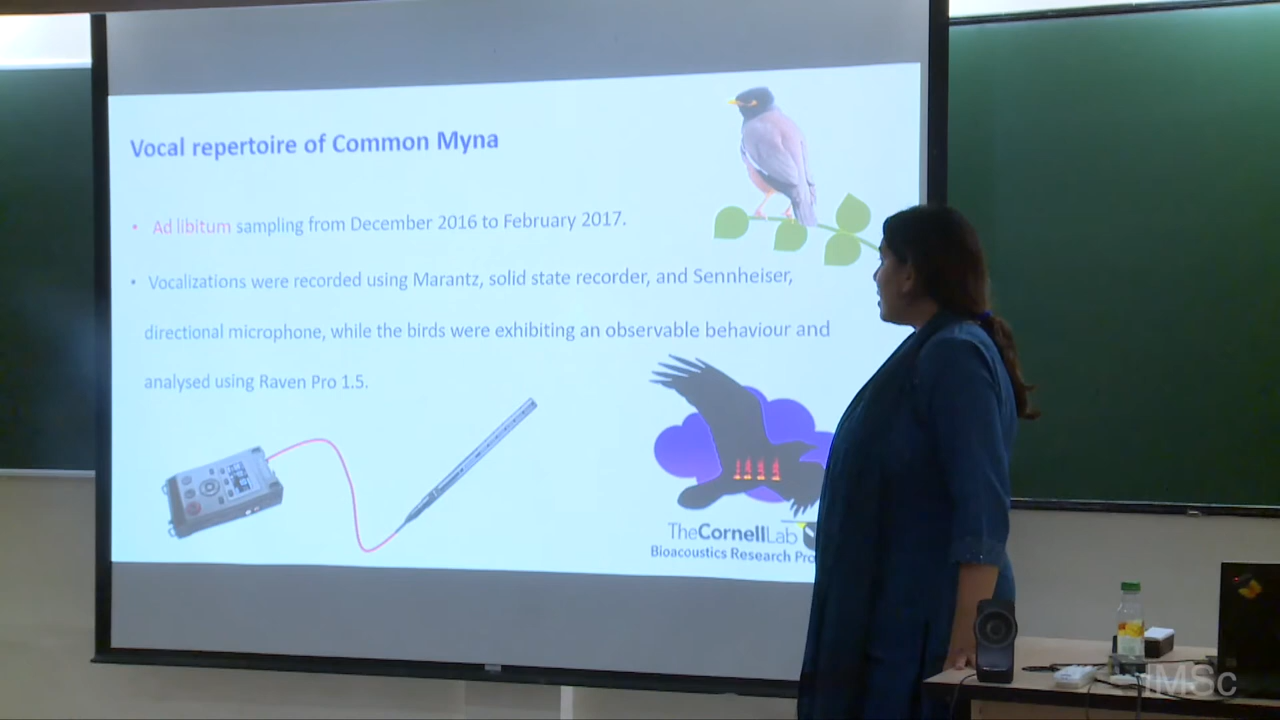 Vocal repertoire of Common Myna
• Ad libitum sampling from December 2016 to February 2017.
• Vocalizations were recorded using Marantz, solid state recorder, and Sennheiser,
directional microphone, while the birds were exhibiting an observable behaviour and
analysed using Raven Pro 1.5.
TheCornellLab
Bioacoustics Research Pro
IMSc